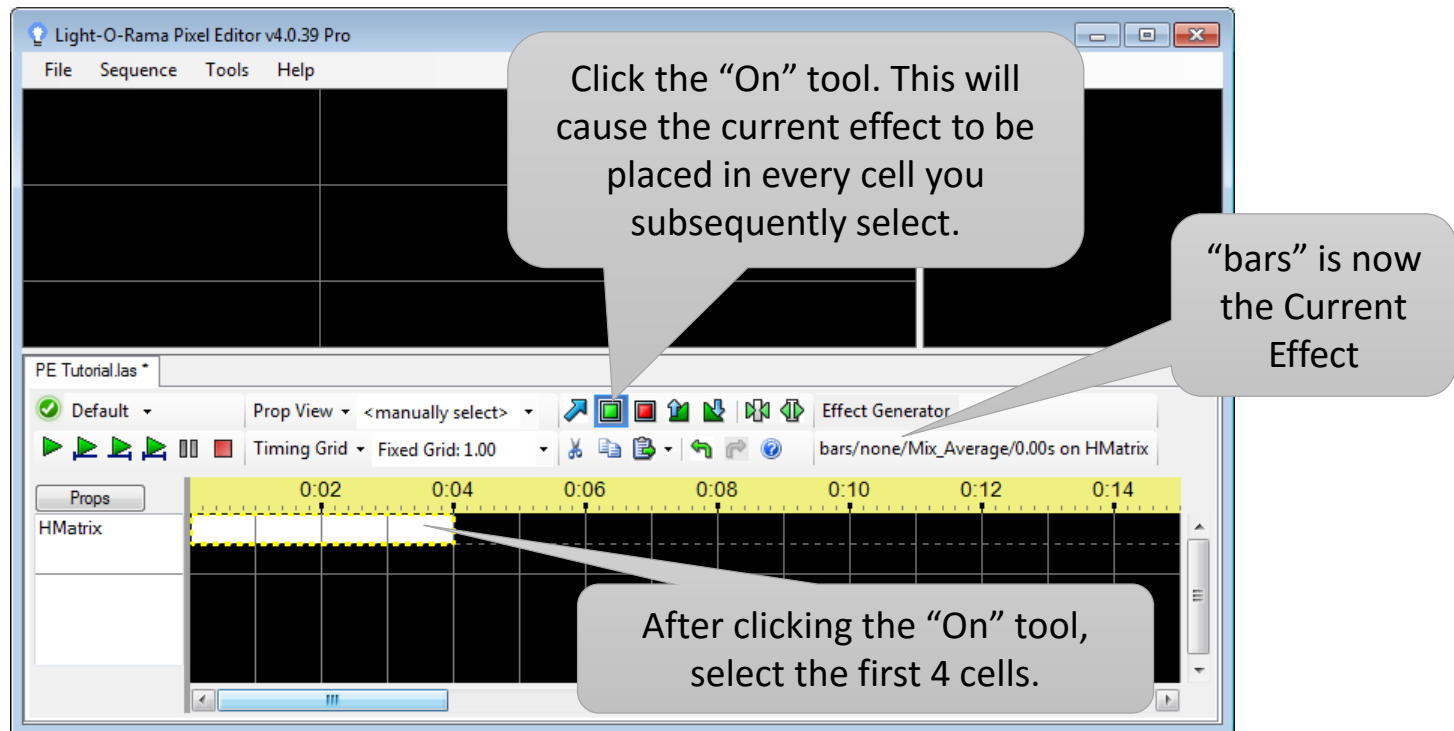 Light-O-Rama Pixel Editor v4.0.39 Pro
File Sequence Tools Help
Click the “On” tool. This will
cause the current effect to be
placed in every cell you
subsequently select.
“bars” is now
the Current
Effect
PE Tutorial.las *
Default Prop View <manually select> Effect Generator
Timing Grid Fixed Grid: 1.00 bars/none/Mix_Average/0.00s on HMatrix
Props 0:02 0:04 0:06 0:08 0:10 0:12 0:14
HMatrix
After clicking the “On” tool,
select the first 4 cells.